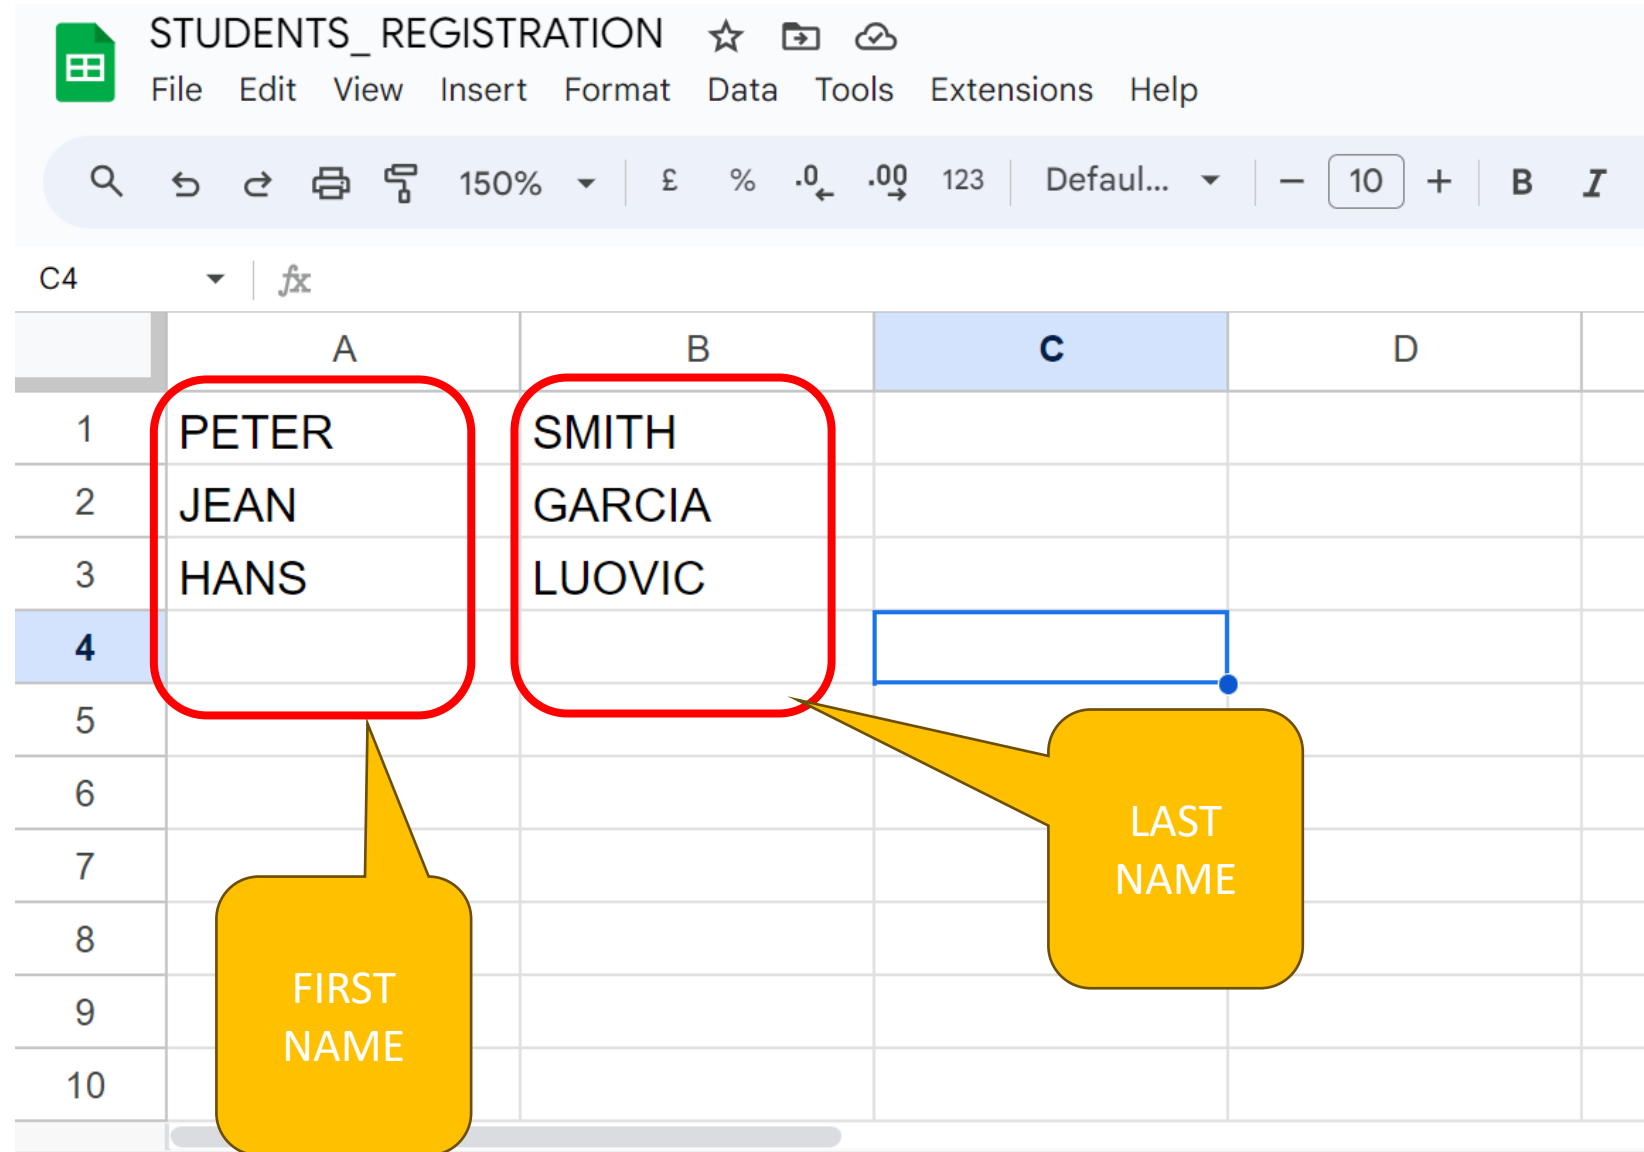 STUDENTS_ REGISTRATION
File Edit View Insert Format Data Tools Extensions Help
150% £ % .0 .00 123 Defaul... − 10 + B I
C4 fx
A B C D
1 PETER SMITH
2 JEAN GARCIA
3 HANS LUOVIC
4
5
6
7
8
9
10
LAST
NAME
FIRST
NAME